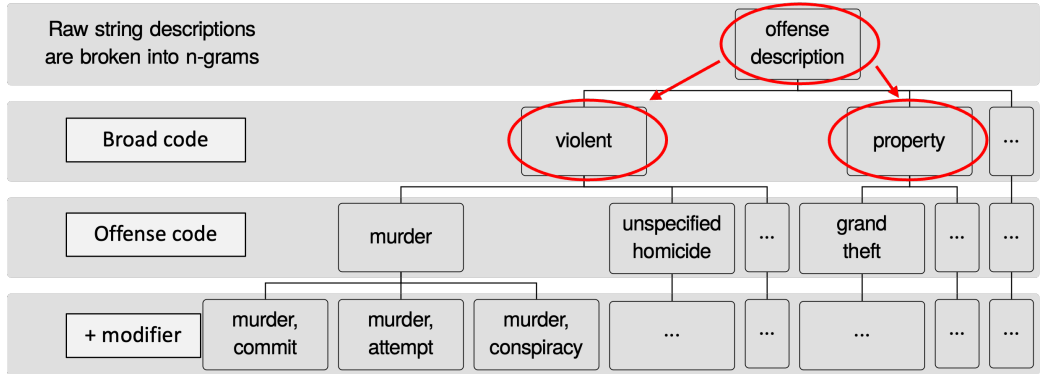 Raw string descriptions
are broken into n-grams
offense
description
Broad code
violent
property
...
Offense code
murder
unspecified
homicide
...
grand
theft
...
...
+ modifier
murder,
commit
murder,
attempt
murder,
conspiracy
...
...
...
...
...